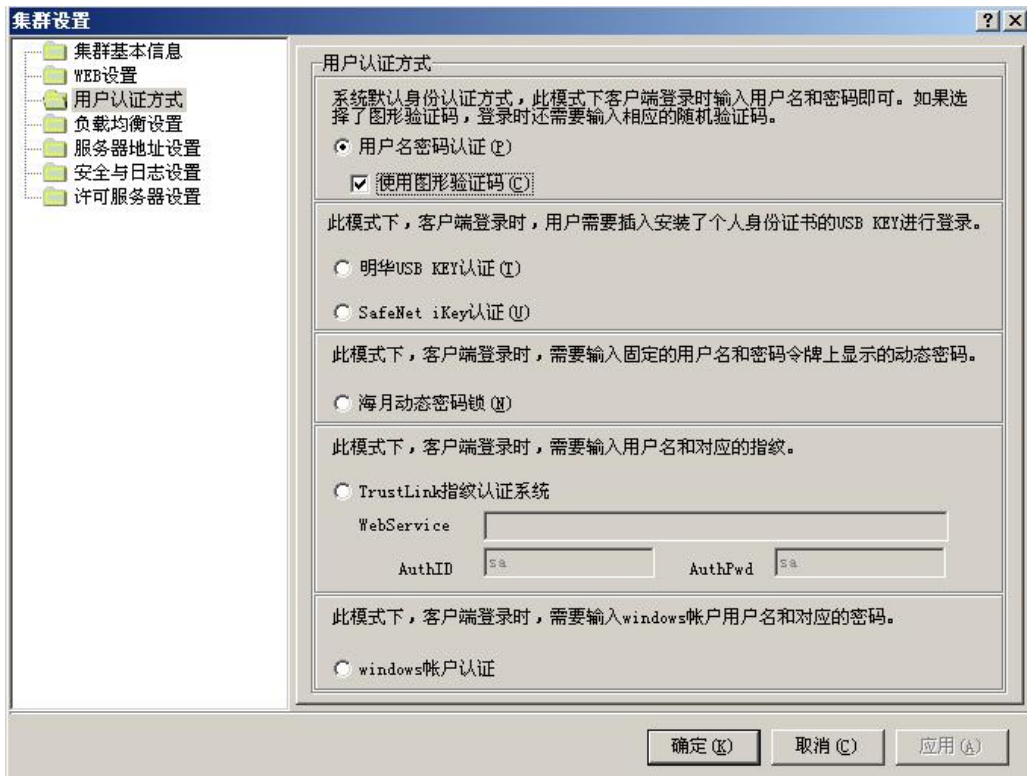 集群设置
集群基本信息
WEB设置
用户认证方式
负载均衡设置
服务器地址设置
安全与日志设置
许可服务器设置
用户认证方式
系统默认身份认证方式，此模式下客户端登录时输入用户名和密码即可。如果选
择了图形验证码，登录时还需要输入相应的随机验证码。
用户名密码认证(P)
使用图形验证码(C)
此模式下，客户端登录时，用户需要插入安装了个人身份证书的USB KEY进行登录。
明华USB KEY认证(T)
SafeNet iKey认证(U)
此模式下，客户端登录时，需要输入固定的用户名和密码令牌上显示的动态密码。
海月动态密码锁(N)
此模式下，客户端登录时，需要输入用户名和对应的指纹。
TrustLink指纹认证系统
WebService
AuthID sa AuthPwd sa
此模式下，客户端登录时，需要输入windows帐户用户名和对应的密码。
windows帐户认证
确定(K) 取消(C) 应用(A)